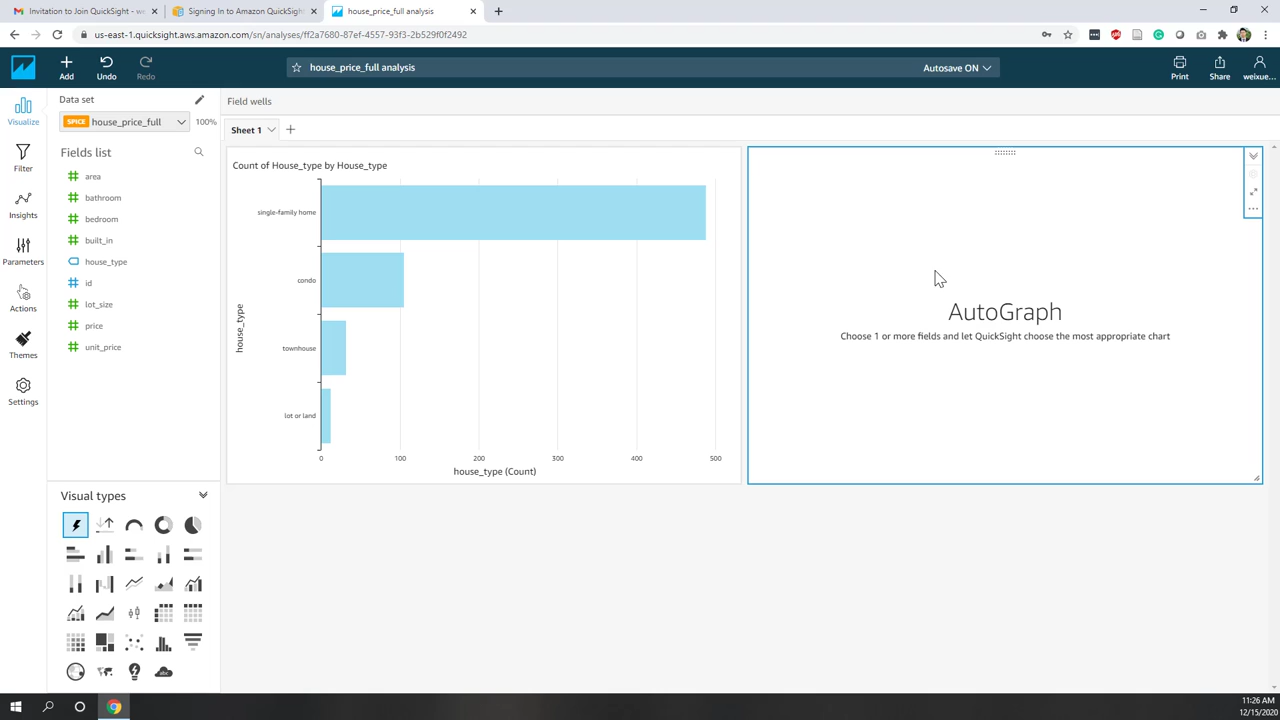 Invitation to Join QuickSight - we
Signing In to Amazon QuickSight
house_price_full analysis
us-east-1.quicksight.aws.amazon.com/sn/analyses/ff2a7680-87ef-4557-93f3-2b529f0f2492
Add
Undo
Redo
house_price_full analysis
Autosave ON
Print
Share
weixue...
Visualize
Filter
Insights
Parameters
Actions
Themes
Settings
Data set
SPICE house_price_full 100%
Fields list
area
bathroom
bedroom
built_in
house_type
id
lot_size
price
unit_price
Visual types
Field wells
Sheet 1
Count of House_type by House_type
house_type
single-family home
condo
townhouse
lot or land
0 100 200 300 400 500
house_type (Count)
AutoGraph
Choose 1 or more fields and let QuickSight choose the most appropriate chart
abc
11:26 AM
12/15/2020